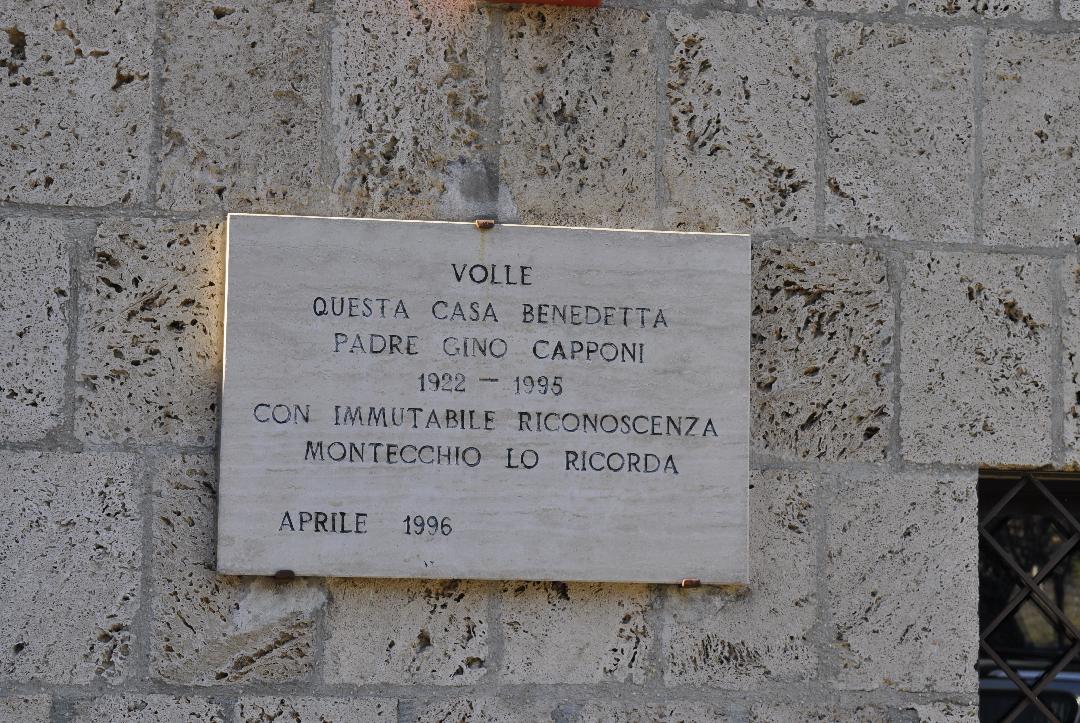 VOLLE
QUESTA CASA BENEDETTA
PADRE GINO CAPPONI
1922 — 1995
CON IMMUTABILE RICONOSCENZA
MONTECCHIO LO RICORDA
APRILE 1996